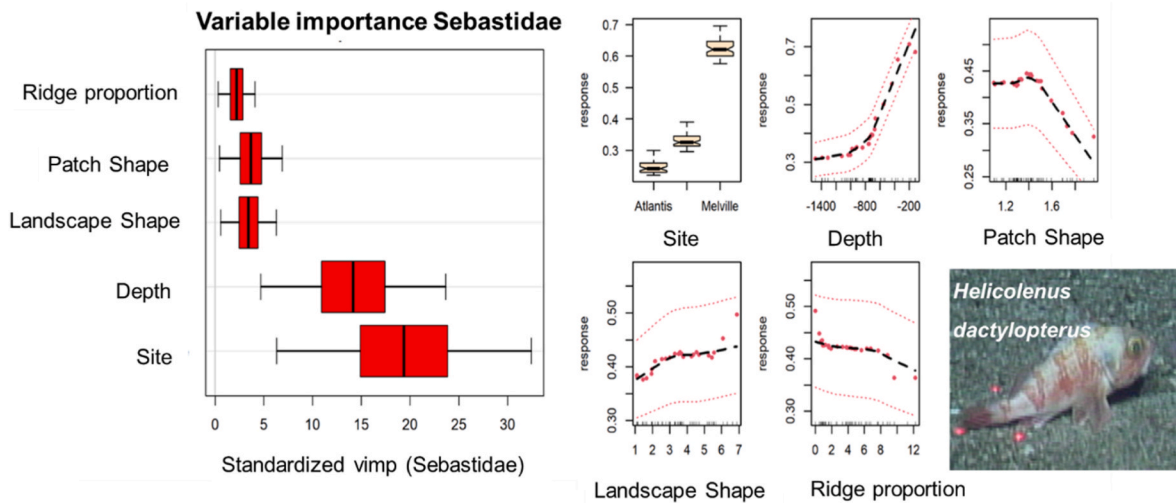 Variable importance Sebastidae
Ridge proportion
Patch Shape
Landscape Shape
Depth
Site
0 5 10 15 20 25 30
Standardized vimp (Sebastidae)
response
0.7
0.6
0.5
0.4
0.3
Atlantis Melville
Site
response
0.7
0.5
0.3
-1400 -800 -200
Depth
response
0.45
0.35
0.25
1.2 1.6
Patch Shape
response
0.50
0.40
0.30
1 2 3 4 5 6 7
Landscape Shape
response
0.50
0.40
0.30
0 2 4 6 8 12
Ridge proportion
Helicolenus
dactylopterus